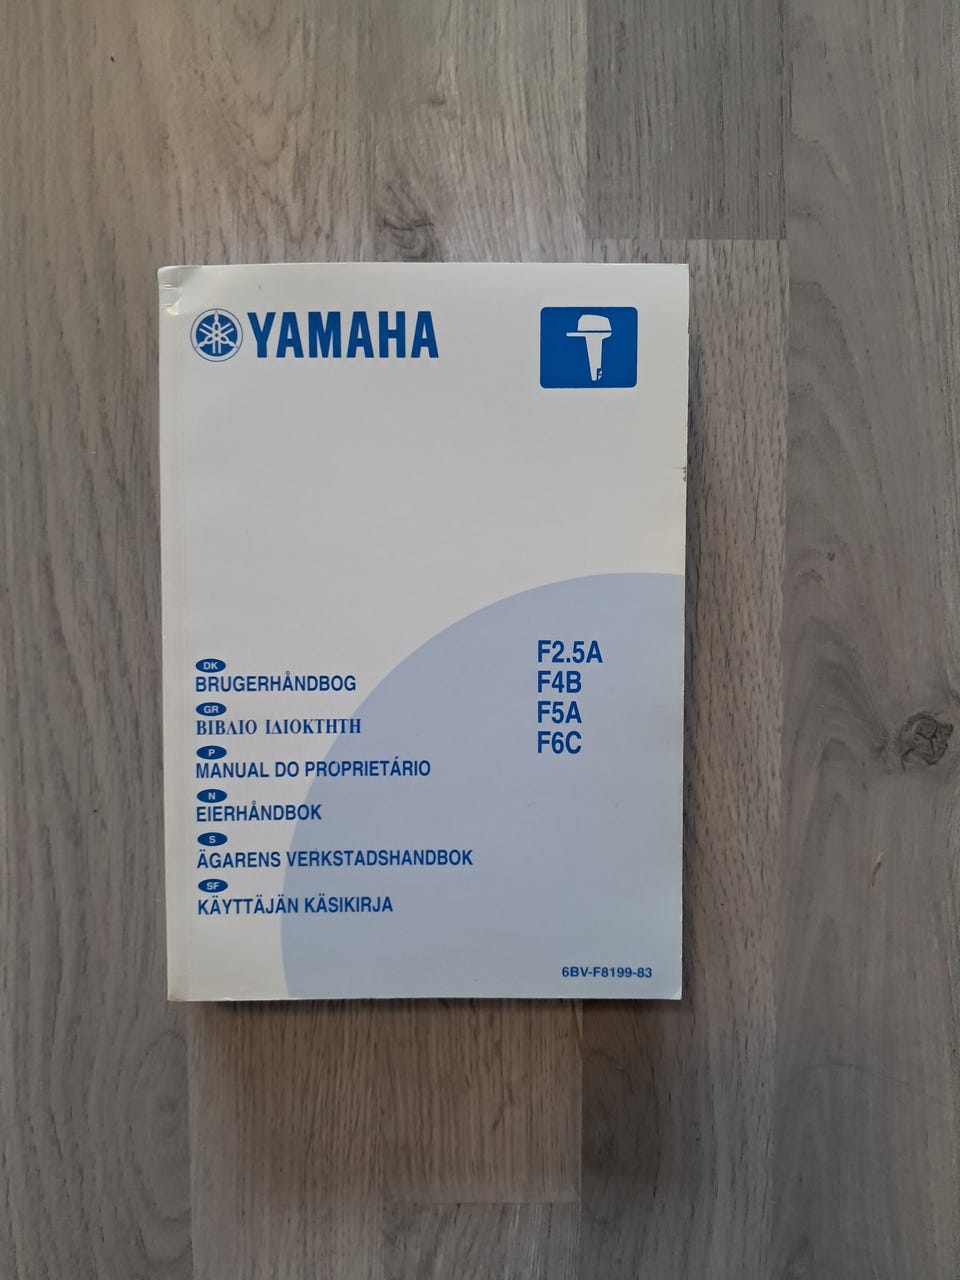 YAMAHA
F2.5A
F4B
F5A
F6C
DK
BRUGERHÅNDBOG
GR
ΒΙΒΛΙΟ ΙΔΙΟΚΤΗΤΗ
P
MANUAL DO PROPRIETÁRIO
N
EIERHÅNDBOK
S
ÄGARENS VERKSTADSHANDBOK
SF
KÄYTTÄJÄN KÄSIKIRJA
6BV-F8199-83